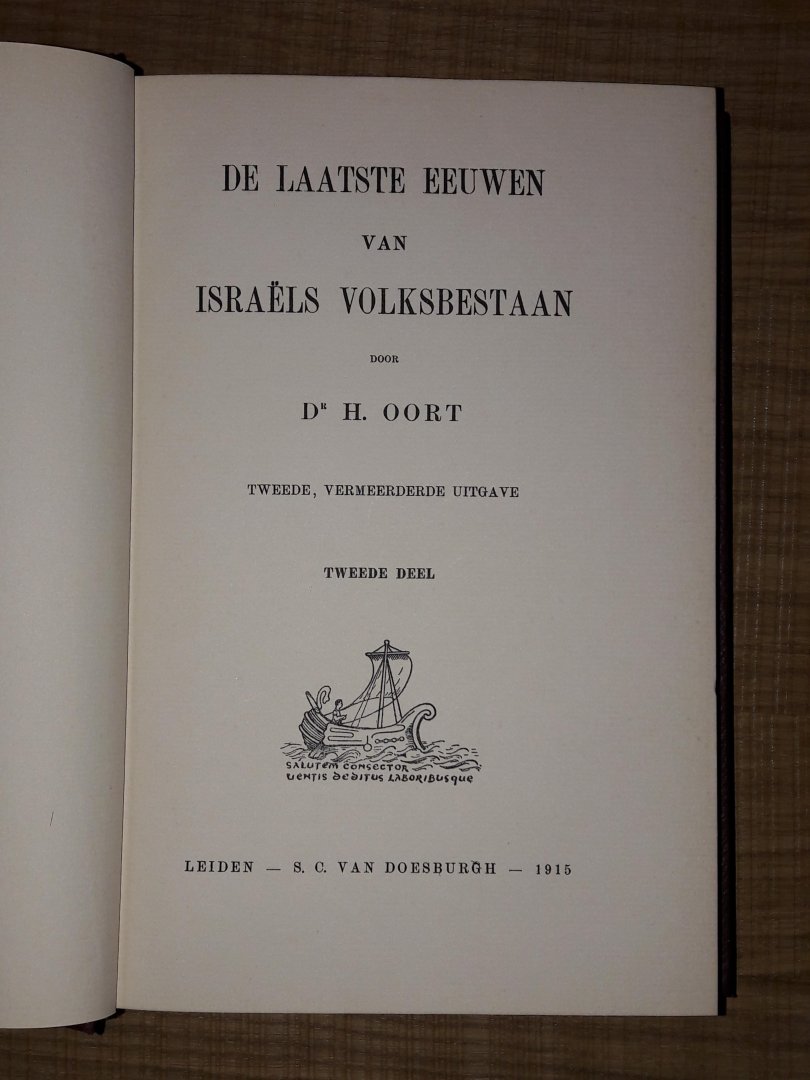 DE LAATSTE EEUWEN
VAN
ISRAËLS VOLKSBESTAAN
DOOR
DR H. OORT
TWEEDE, VERMEERDERDE UITGAVE
TWEEDE DEEL
SALUTEM CONSECTOR
UENTIS DEDITUS LABORIBUSQUE
LEIDEN — S. C. VAN DOESBURGH — 1915